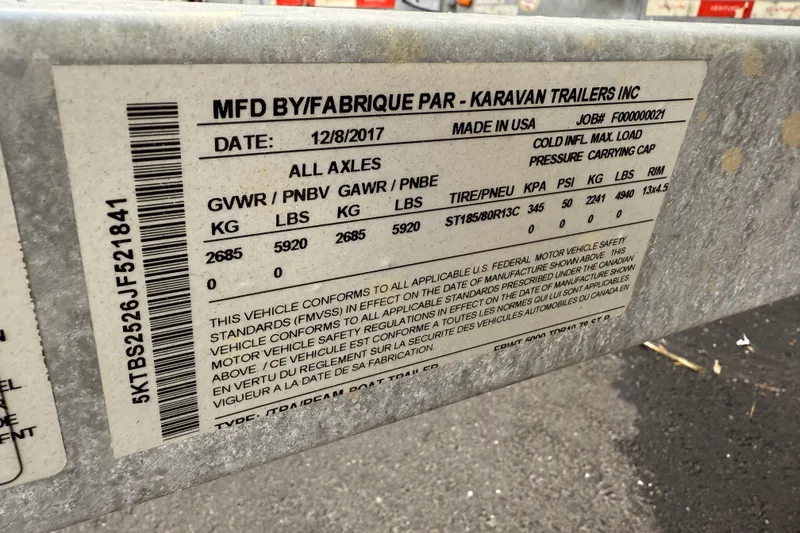 MFD BY/FABRIQUE PAR - KARAVAN TRAILERS INC
DATE: 12/8/2017 MADE IN USA JOB# F000000021
COLD INFL. MAX. LOAD
ALL AXLES PRESSURE CARRYING CAP
GVWR / PNBV GAWR / PNBE TIRE/PNEU KPA PSI KG LBS RIM
KG LBS KG LBS
2685 5920 2685 5920 ST185/80R13C 345 50 2241 4940 13x4.5
0 0 0 0 0 0
THIS VEHICLE CONFORMS TO ALL APPLICABLE U.S. FEDERAL MOTOR VEHICLE SAFETY
STANDARDS (FMVSS) IN EFFECT ON THE DATE OF MANUFACTURE SHOWN ABOVE. THIS
VEHICLE CONFORMS TO ALL APPLICABLE STANDARDS PRESCRIBED UNDER THE CANADIAN
MOTOR VEHICLE SAFETY REGULATIONS IN EFFECT ON THE DATE OF MANUFACTURE SHOWN
ABOVE. / CE VEHICULE EST CONFORME A TOUTES LES NORMES QUI LUI SONT APPLICABLES
EN VERTU DU REGLEMENT SUR LA SECURITE DES VEHICULES AUTOMOBILES DU CANADA EN
VIGUEUR A LA DATE DE SA FABRICATION.
TYPE: /TRA/REAM BOAT TRAILER
5KTBS2526JF521841